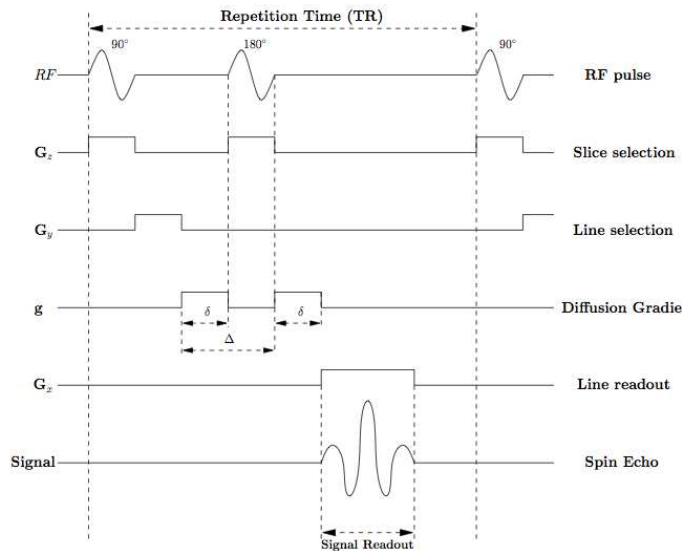 Repetition Time (TR)
90° 180° 90°
RF RF pulse
G_z Slice selection
G_y Line selection
g Diffusion Gradie
δ δ
Δ
G_x Line readout
Signal Spin Echo
Signal Readout